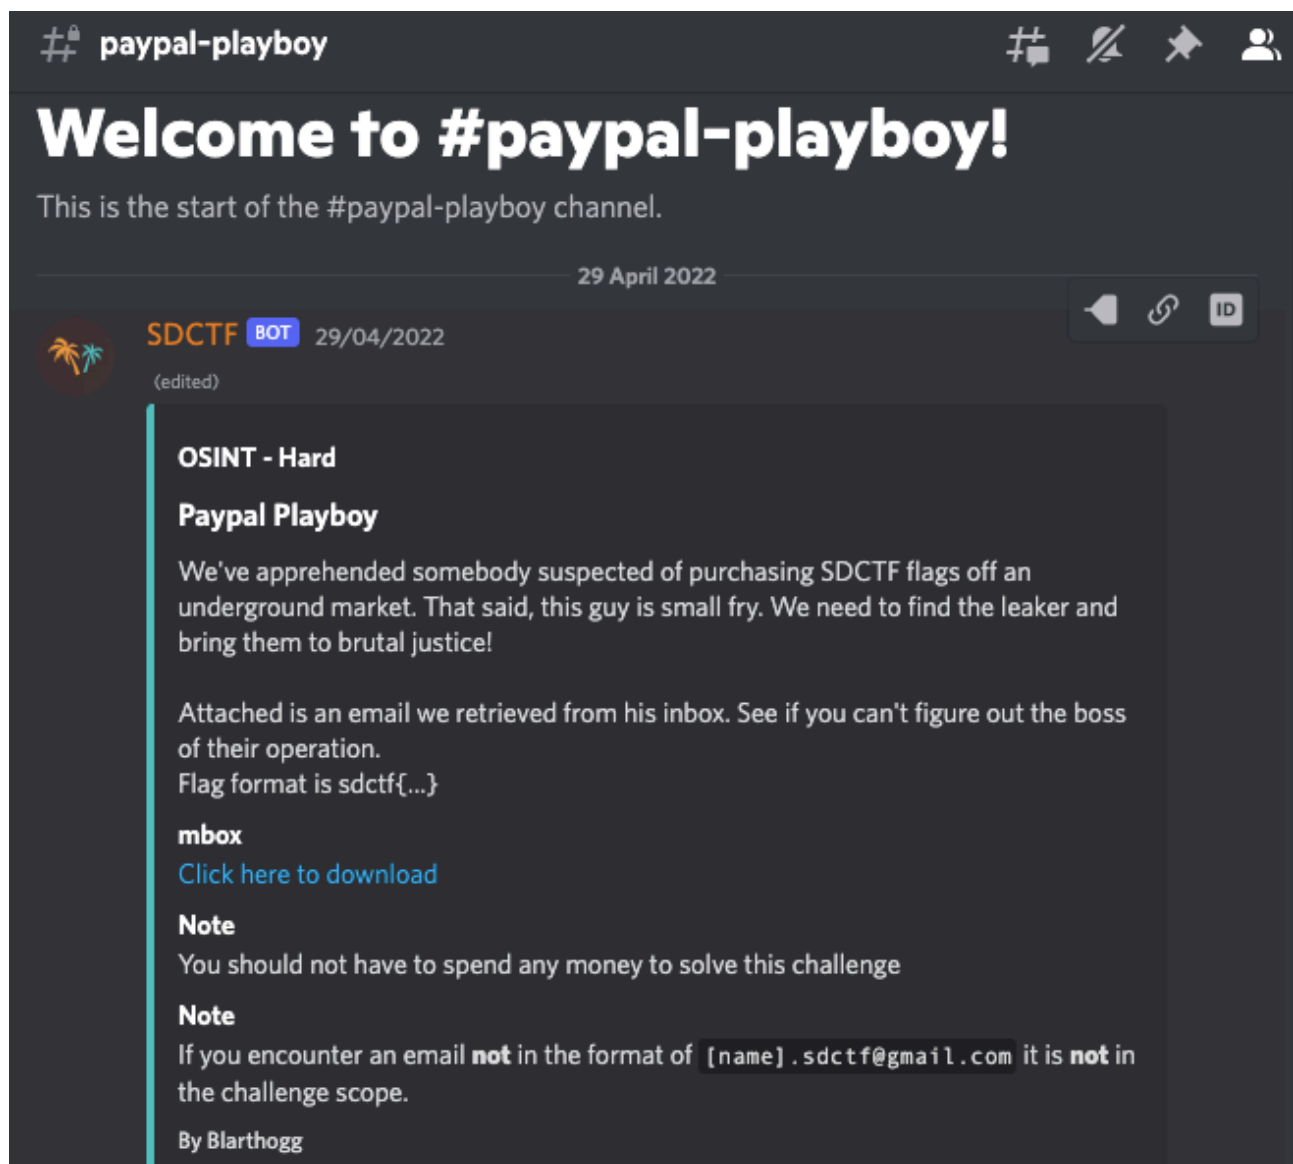 paypal-playboy
Welcome to #paypal-playboy!
This is the start of the #paypal-playboy channel.
29 April 2022
SDCTF BOT 29/04/2022
ID
(edited)
OSINT - Hard
Paypal Playboy
We've apprehended somebody suspected of purchasing SDCTF flags off an
underground market. That said, this guy is small fry. We need to find the leaker and
bring them to brutal justice!
Attached is an email we retrieved from his inbox. See if you can't figure out the boss
of their operation.
Flag format is sdctf{...}
mbox
Click here to download
Note
You should not have to spend any money to solve this challenge
Note
If you encounter an email not in the format of [name].sdctf@gmail.com it is not in
the challenge scope.
By Blarthogg